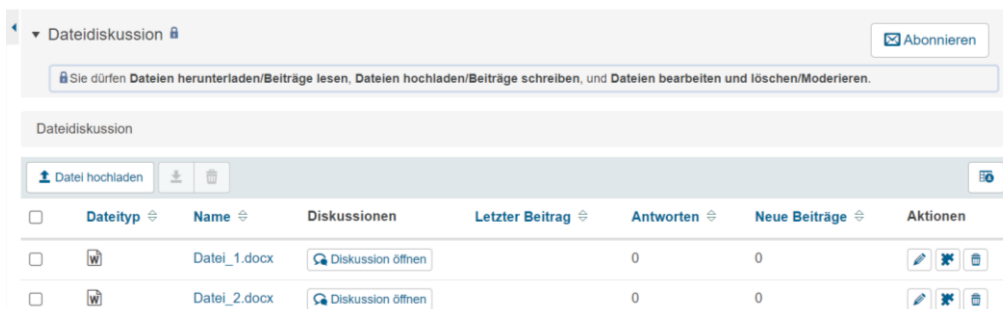 Dateidiskussion
Abonnieren
Sie dürfen Dateien herunterladen/Beiträge lesen, Dateien hochladen/Beiträge schreiben, und Dateien bearbeiten und löschen/Moderieren.
Dateidiskussion
Datei hochladen
Dateityp Name Diskussionen Letzter Beitrag Antworten Neue Beiträge Aktionen
W Datei_1.docx Diskussion öffnen 0 0
W Datei_2.docx Diskussion öffnen 0 0